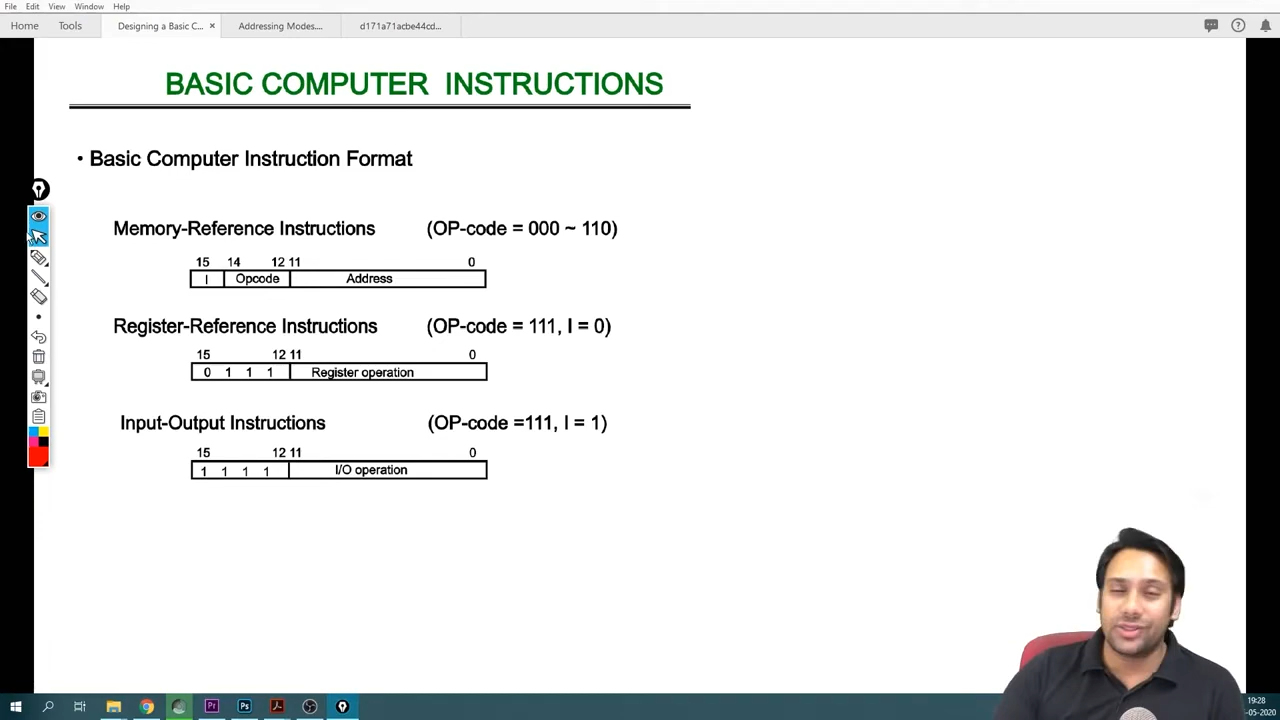 File Edit View Window Help
Home Tools Designing a Basic C... × Addressing Modes.... d171a71acbe44cd...
BASIC COMPUTER INSTRUCTIONS
• Basic Computer Instruction Format
Memory-Reference Instructions (OP-code = 000 ~ 110)
15 14 12 11 0
I Opcode Address
Register-Reference Instructions (OP-code = 111, I = 0)
15 12 11 0
0 1 1 1 Register operation
Input-Output Instructions (OP-code =111, I = 1)
15 12 11 0
1 1 1 1 I/O operation
19:28
-05-2020